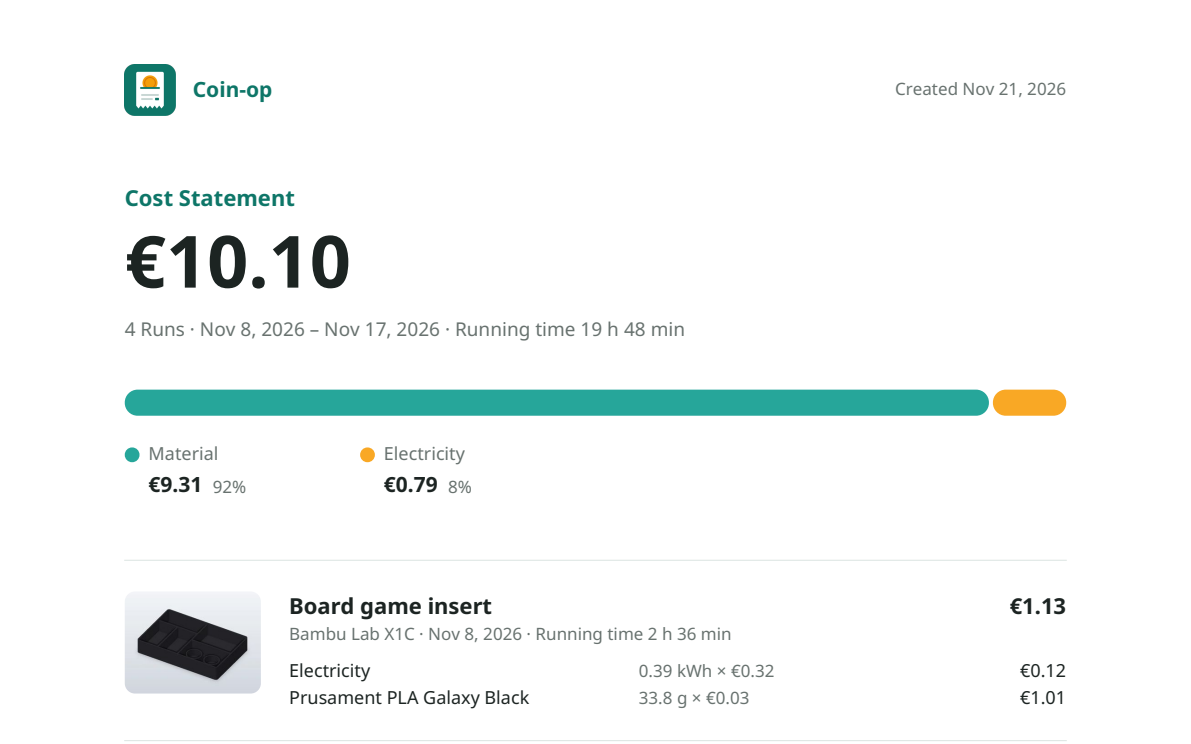 Coin-op
Created Nov 21, 2026
Cost Statement
€10.10
4 Runs · Nov 8, 2026 – Nov 17, 2026 · Running time 19 h 48 min
Material
€9.31 92%
Electricity
€0.79 8%
Board game insert €1.13
Bambu Lab X1C · Nov 8, 2026 · Running time 2 h 36 min
Electricity 0.39 kWh × €0.32 €0.12
Prusament PLA Galaxy Black 33.8 g × €0.03 €1.01